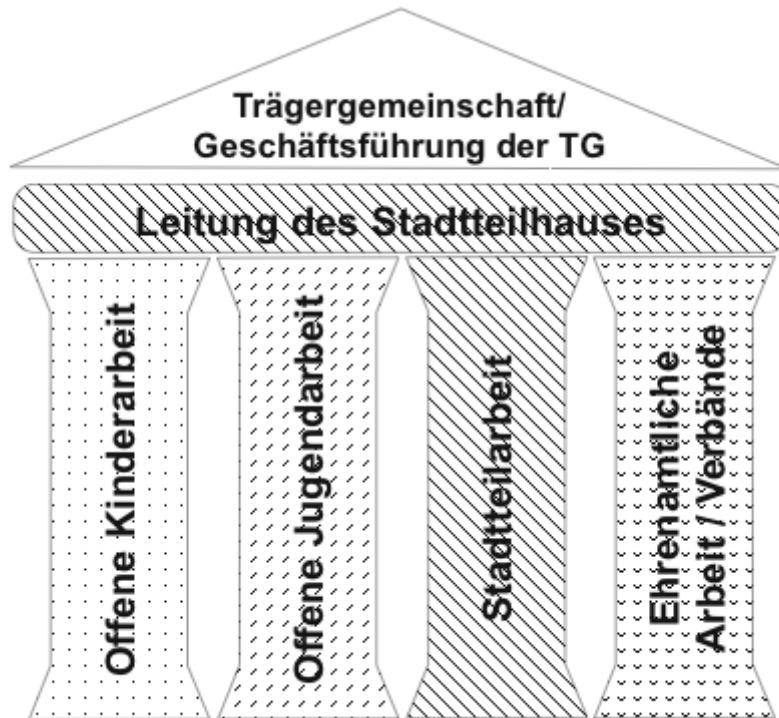 Trägergemeinschaft/
Geschäftsführung der TG
Leitung des Stadtteilhauses
Offene Kinderarbeit
Offene Jugendarbeit
Stadtteilarbeit
Ehrenamtliche
Arbeit / Verbände